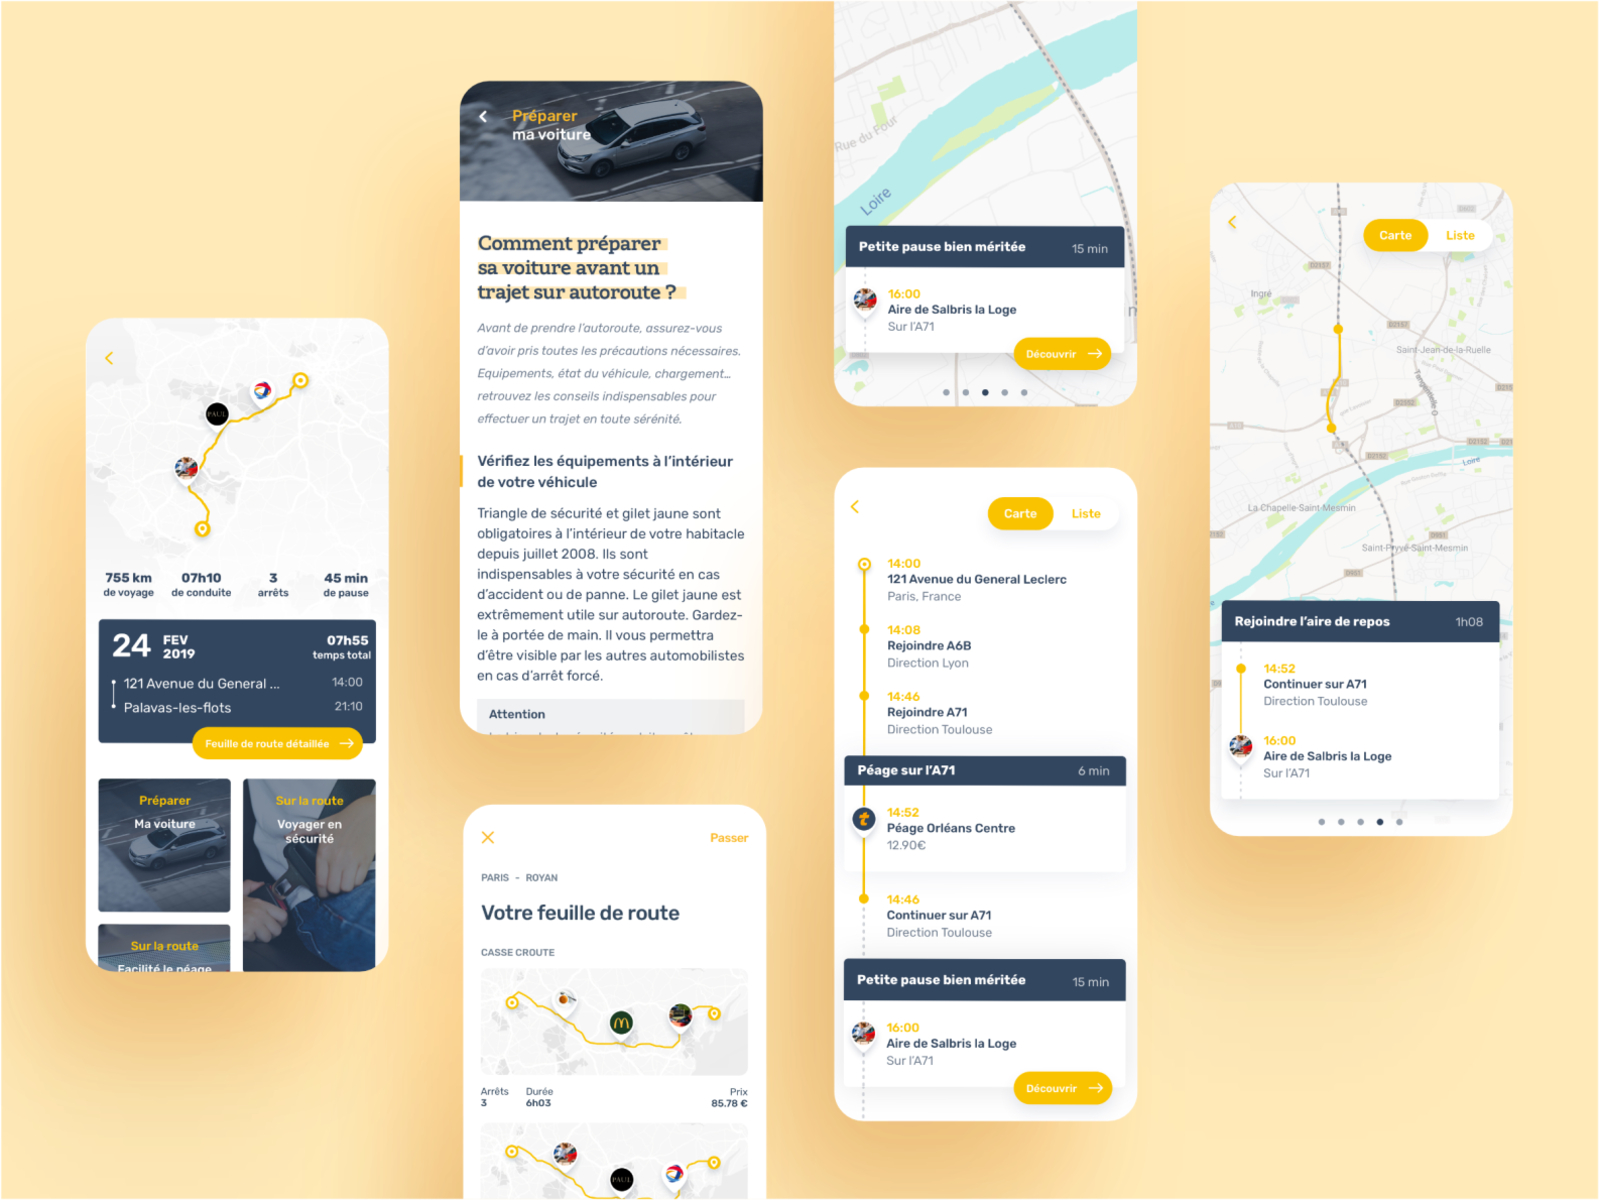 755 km
de voyage
07h10
de conduite
3
arrêts
45 min
de pause
24
FEV
2019
07h55
temps total
121 Avenue du General ...
14:00
Palavas-les-flots
21:10
Feuille de route détaillée
Préparer
Ma voiture
Sur la route
Voyager en
sécurité
Sur la route
Facilité le péage
PAUL
Préparer
ma voiture
Comment préparer
sa voiture avant un
trajet sur autoroute ?
Avant de prendre l'autoroute, assurez-vous
d'avoir pris toutes les précautions nécessaires.
Equipements, état du véhicule, chargement...
retrouvez les conseils indispensables pour
effectuer un trajet en toute sérénité.
Vérifiez les équipements à l'intérieur
de votre véhicule
Triangle de sécurité et gilet jaune sont
obligatoires à l'intérieur de votre habitacle
depuis juillet 2008. Ils sont
indispensables à votre sécurité en cas
d'accident ou de panne. Le gilet jaune est
extrêmement utile sur autoroute. Gardez-
le à portée de main. Il vous permettra
d'être visible par les autres automobilistes
en cas d'arrêt forcé.
Attention
Passer
PARIS - ROYAN
Votre feuille de route
CASSE CROUTE
Arrêts
3
Durée
6h03
Prix
85.78 €
PAUL
Rue du Four
Loire
Petite pause bien méritée
15 min
16:00
Aire de Salbris la Loge
Sur l'A71
Découvrir
Carte
Liste
14:00
121 Avenue du General Leclerc
Paris, France
14:08
Rejoindre A6B
Direction Lyon
14:46
Rejoindre A71
Direction Toulouse
Péage sur l'A71
6 min
14:52
Péage Orléans Centre
12.90€
14:46
Continuer sur A71
Direction Toulouse
Petite pause bien méritée
15 min
16:00
Aire de Salbris la Loge
Sur l'A71
Découvrir
Carte
Liste
D2157
Ingré
D2157
Saint-Jean-de-la-Ruelle
D2552
D2152
D2152
Loire
La Chapelle-Saint-Mesmin
D951
Saint-Pryvé-Saint-Mesmin
D951
Rejoindre l'aire de repos
1h08
14:52
Continuer sur A71
Direction Toulouse
16:00
Aire de Salbris la Loge
Sur l'A71